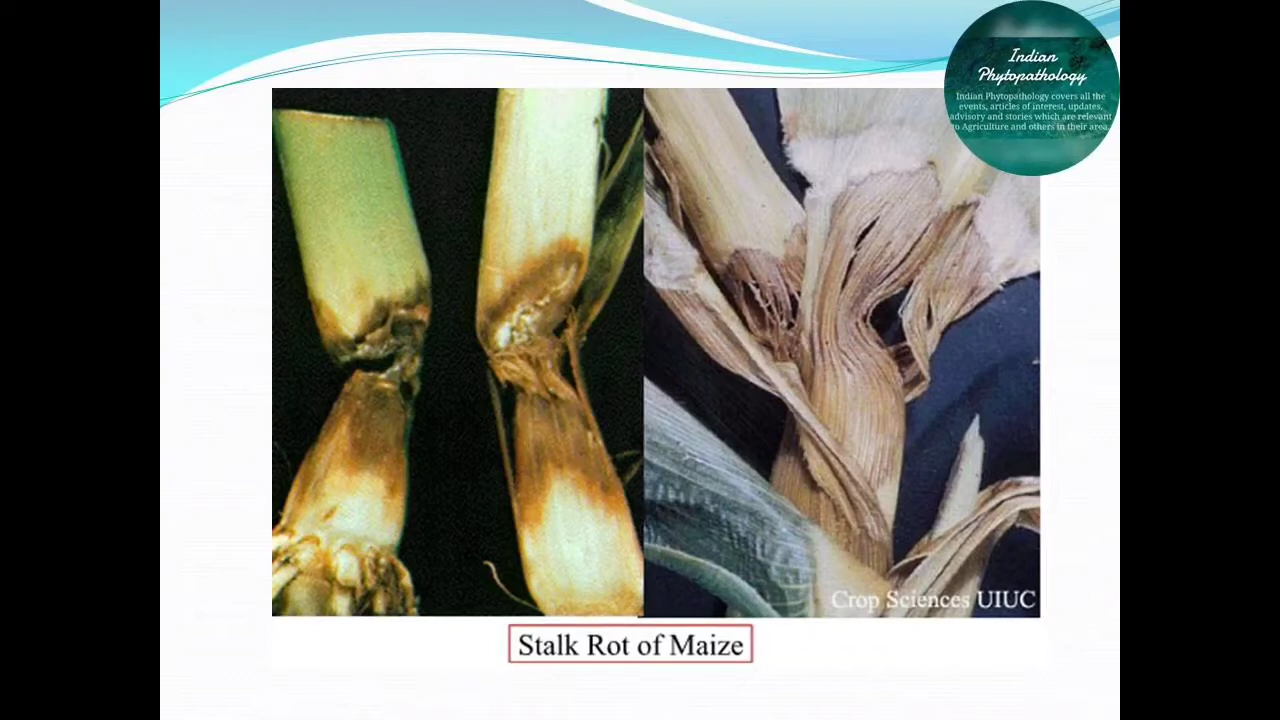 Indian
Phytopathology
Indian Phytopathology covers all the
events, articles of interest, updates,
advisory and stories which are relevant
to Agriculture and others in their area.
Crop Sciences UIUC
Stalk Rot of Maize